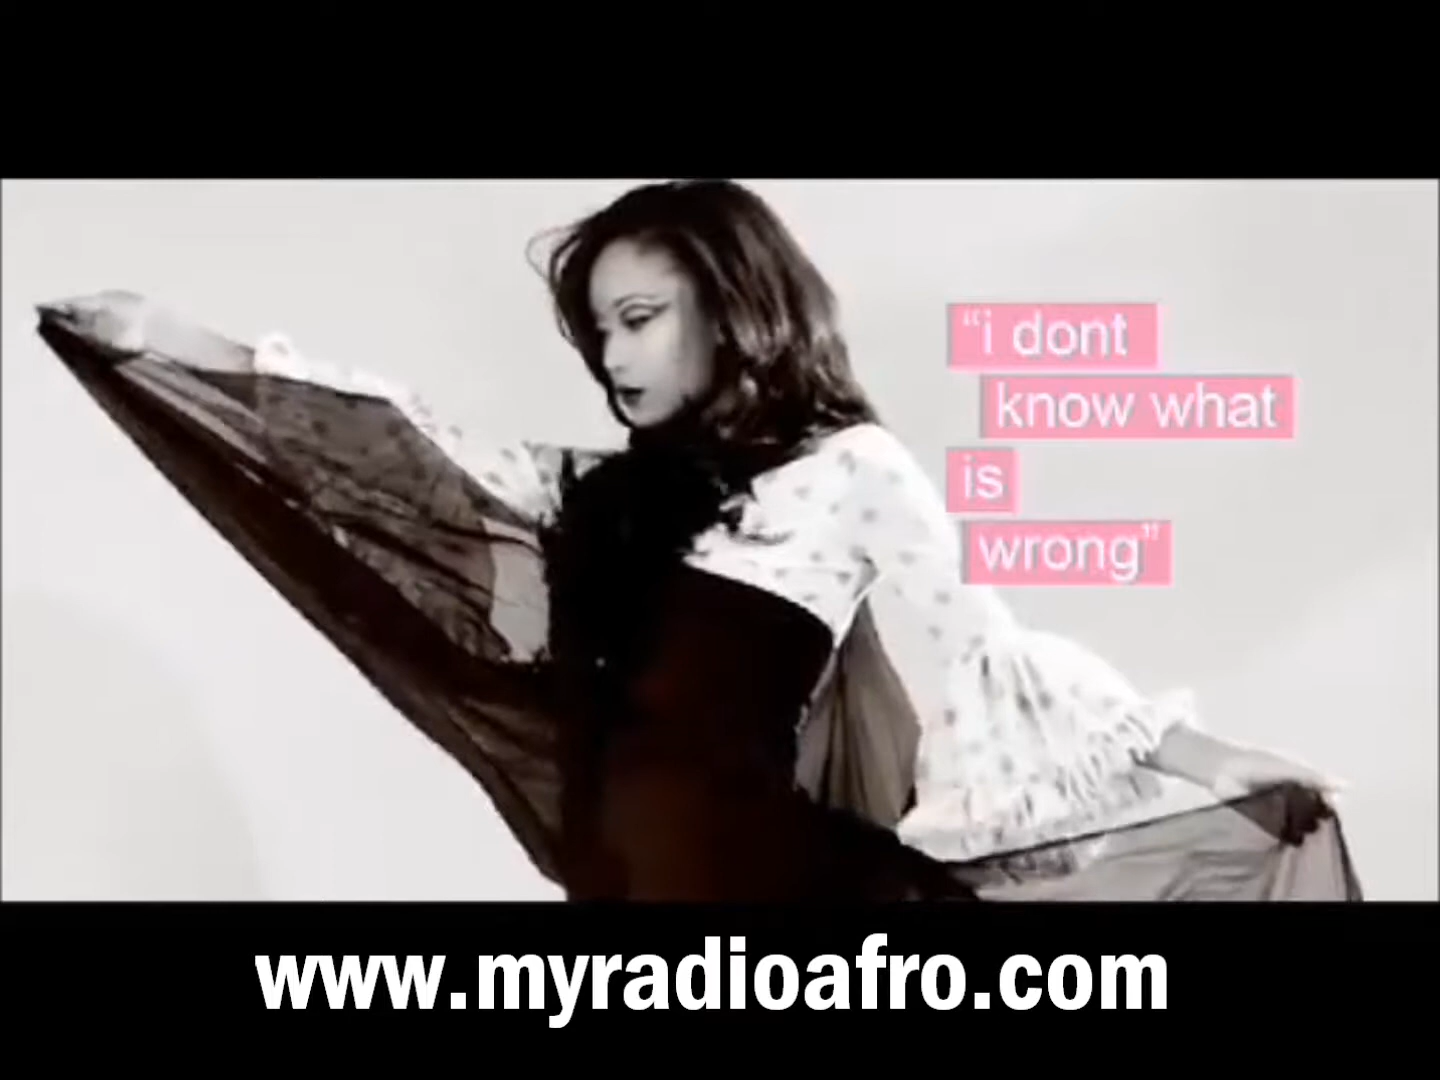 “i dont
know what
is
wrong”
www.myradioafro.com